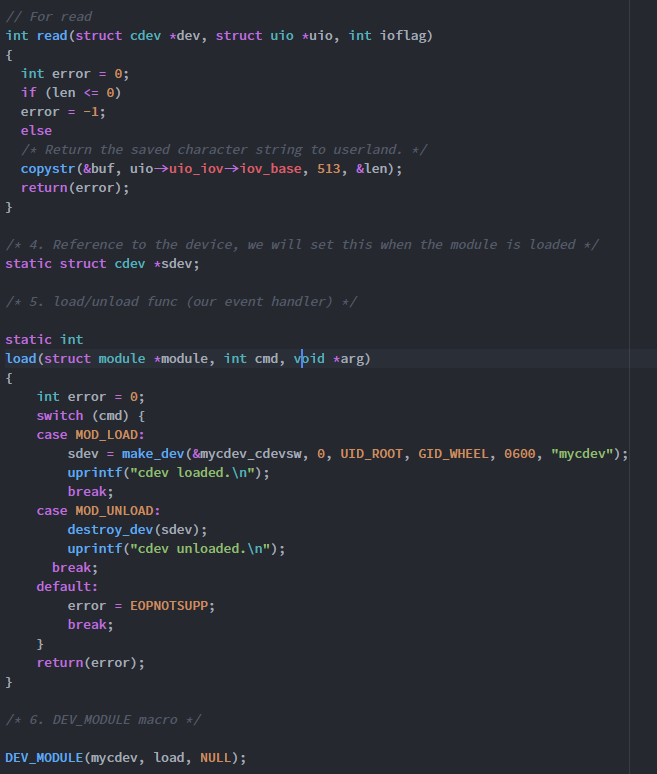 // For read
int read(struct cdev *dev, struct uio *uio, int ioflag)
{
  int error = 0;
  if (len <= 0)
  error = -1;
  else
  /* Return the saved character string to userland. */
  copystr(&buf, uio->uio_iov->iov_base, 513, &len);
  return(error);
}

/* 4. Reference to the device, we will set this when the module is loaded */
static struct cdev *sdev;

/* 5. load/unload func (our event handler) */

static int
load(struct module *module, int cmd, void *arg)
{
    int error = 0;
    switch (cmd) {
    case MOD_LOAD:
        sdev = make_dev(&mycdev_cdevsw, 0, UID_ROOT, GID_WHEEL, 0600, "mycdev");
        uprintf("cdev loaded.\n");
        break;
    case MOD_UNLOAD:
        destroy_dev(sdev);
        uprintf("cdev unloaded.\n");
      break;
    default:
        error = EOPNOTSUPP;
        break;
    }
    return(error);
}

/* 6. DEV_MODULE macro */

DEV_MODULE(mycdev, load, NULL);